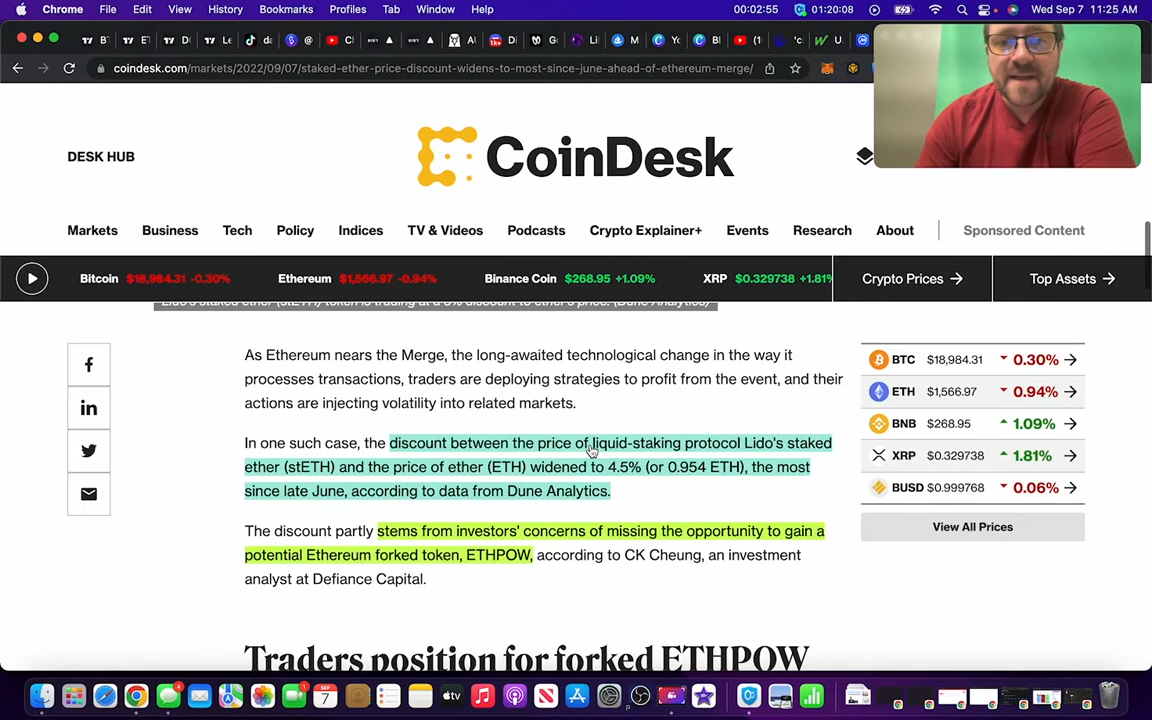 Chrome File Edit View History Bookmarks Profiles Tab Window Help 00:02:55 01:20:08 Wed Sep 7 11:25 AM
coindesk.com/markets/2022/09/07/staked-ether-price-discount-widens-to-most-since-june-ahead-of-ethereum-merge/
DESK HUB
CoinDesk
Markets Business Tech Policy Indices TV & Videos Podcasts Crypto Explainer+ Events Research About Sponsored Content
Bitcoin $18,984.31 -0.30% Ethereum $1,566.97 -0.94% Binance Coin $268.95 +1.09% XRP $0.329738 +1.81% Crypto Prices → Top Assets →
As Ethereum nears the Merge, the long-awaited technological change in the way it
processes transactions, traders are deploying strategies to profit from the event, and their
actions are injecting volatility into related markets.
In one such case, the discount between the price of liquid-staking protocol Lido's staked
ether (stETH) and the price of ether (ETH) widened to 4.5% (or 0.954 ETH), the most
since late June, according to data from Dune Analytics.
The discount partly stems from investors' concerns of missing the opportunity to gain a
potential Ethereum forked token, ETHPOW, according to CK Cheung, an investment
analyst at Defiance Capital.
Traders position for forked ETHPOW
BTC $18,984.31 0.30% →
ETH $1,566.97 0.94% →
BNB $268.95 1.09% →
XRP $0.329738 1.81% →
BUSD $0.999768 0.06% →
View All Prices